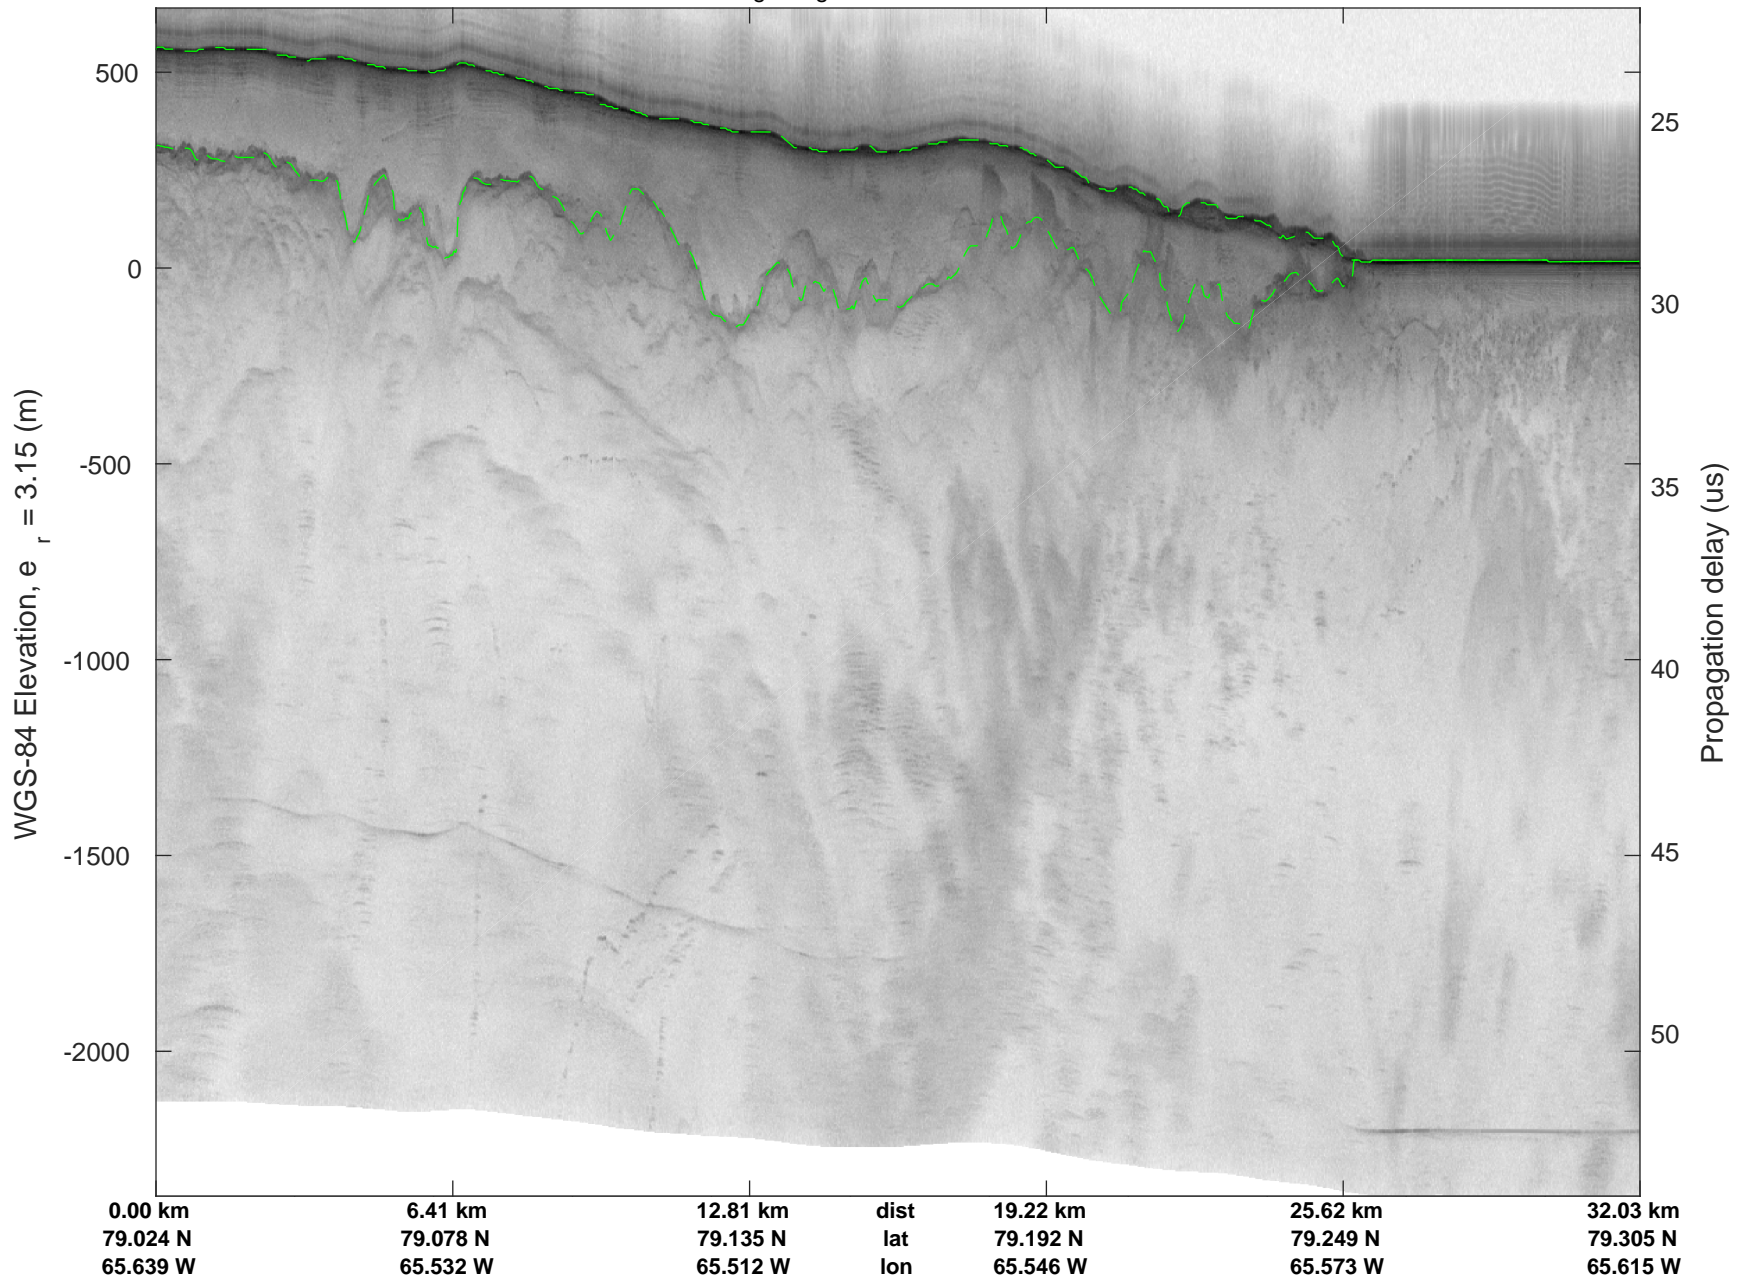 500
0
-500
-1000
-1500
-2000
WGS-84 Elevation, e r = 3.15 (m)
25
30
35
40
45
50
Propagation delay (us)
0.00 km 6.41 km 12.81 km dist 19.22 km 25.62 km 32.03 km
79.024 N 79.078 N 79.135 N lat 79.192 N 79.249 N 79.305 N
65.639 W 65.532 W 65.512 W lon 65.546 W 65.573 W 65.615 W